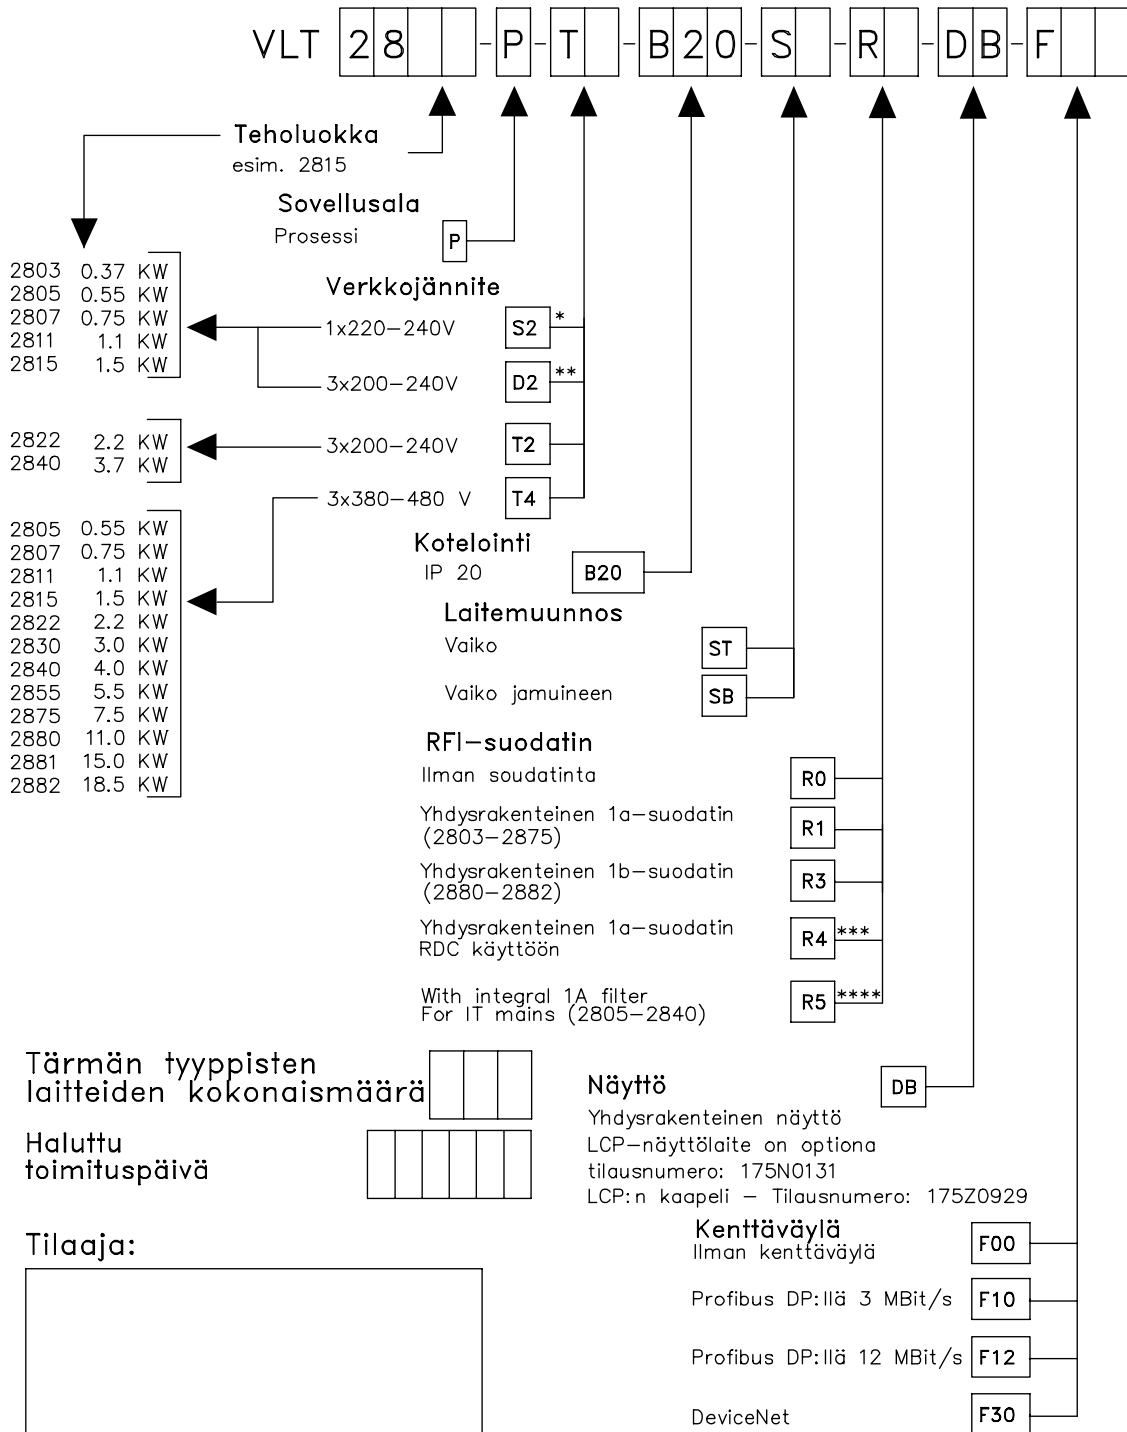 VLT 28 - P - T - B20 - S - R - DB - F
Teholuokka
esim. 2815
Sovellusala
Prosessi P
2803 0.37 KW
2805 0.55 KW
2807 0.75 KW
2811 1.1 KW
2815 1.5 KW
Verkkojännite
1x220-240V S2 *
3x200-240V D2 **
2822 2.2 KW
2840 3.7 KW
3x200-240V T2
3x380-480 V T4
2805 0.55 KW
2807 0.75 KW
2811 1.1 KW
2815 1.5 KW
2822 2.2 KW
2830 3.0 KW
2840 4.0 KW
2855 5.5 KW
2875 7.5 KW
2880 11.0 KW
2881 15.0 KW
2882 18.5 KW
Kotelointi
IP 20 B20
Laitemuunnos
Vaiko ST
Vaiko jamuineen SB
RFI-suodatin
Ilman soudatinta R0
Yhdysrakenteinen 1a-suodatin
(2803-2875) R1
Yhdysrakenteinen 1b-suodatin
(2880-2882) R3
Yhdysrakenteinen 1a-suodatin
RDC käyttöön R4 ***
With integral 1A filter
For IT mains (2805-2840) R5 ****
Tärmän tyyppisten
laitteiden kokonaismäärä
Haluttu
toimituspäivä
Tilaaja:
Näyttö DB
Yhdysrakenteinen näyttö
LCP-näyttölaite on optiona
tilausnumero: 175N0131
LCP:n kaapeli - Tilausnumero: 175Z0929
Kenttäväylä
Ilman kenttäväylä F00
Profibus DP:llä 3 MBit/s F10
Profibus DP:llä 12 MBit/s F12
DeviceNet F30